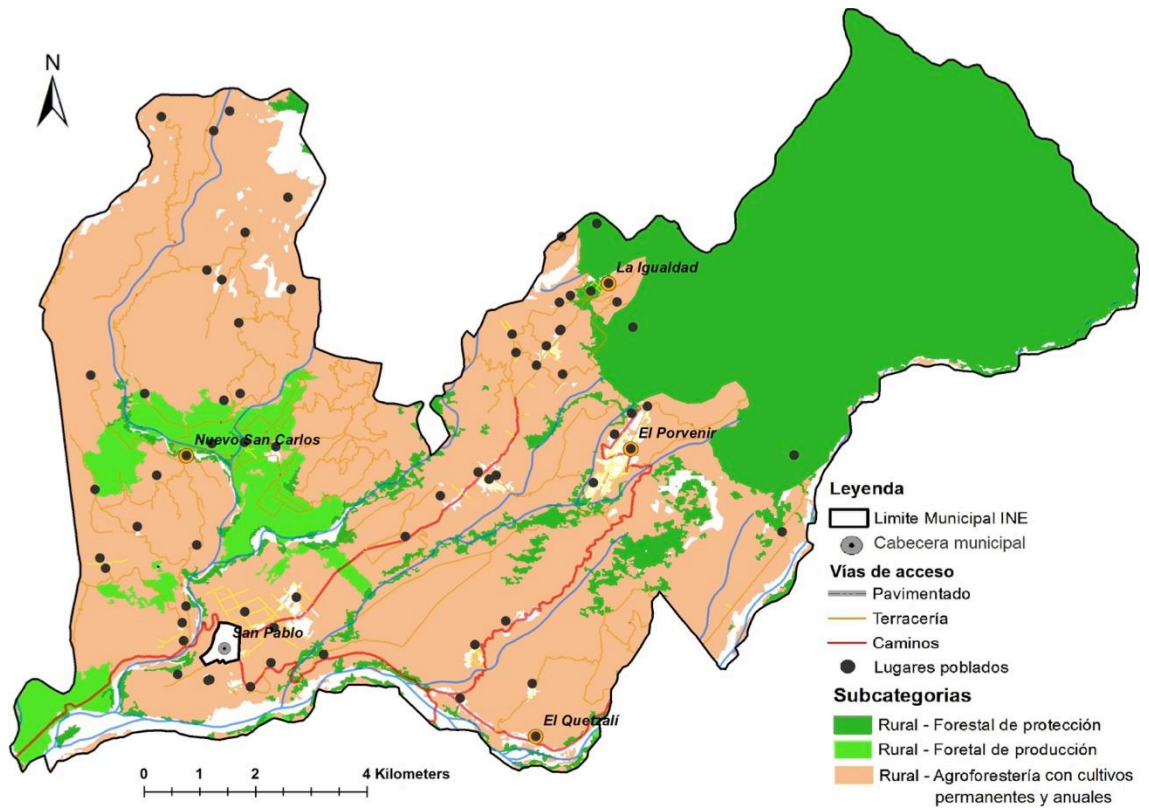 N
La Igualdad
El Porvenir
Nuevo San Carlos
San Pablo
El Quetzalí
Leyenda
Limite Municipal INE
Cabecera municipal
Vías de acceso
Pavimentado
Terracería
Caminos
Lugares poblados
Subcategorias
Rural - Forestal de protección
Rural - Foretal de producción
Rural - Agroforestería con cultivos
permanentes y anuales
0 1 2 4 Kilometers